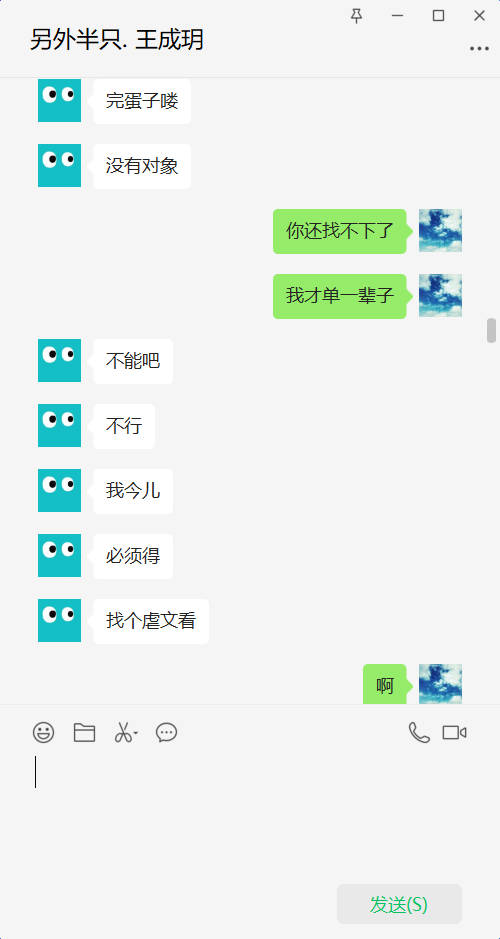 另外半只. 王成玥
完蛋子喽
没有对象
你还找不下了
我才单一辈子
不能吧
不行
我今儿
必须得
找个虐文看
啊
发送(S)